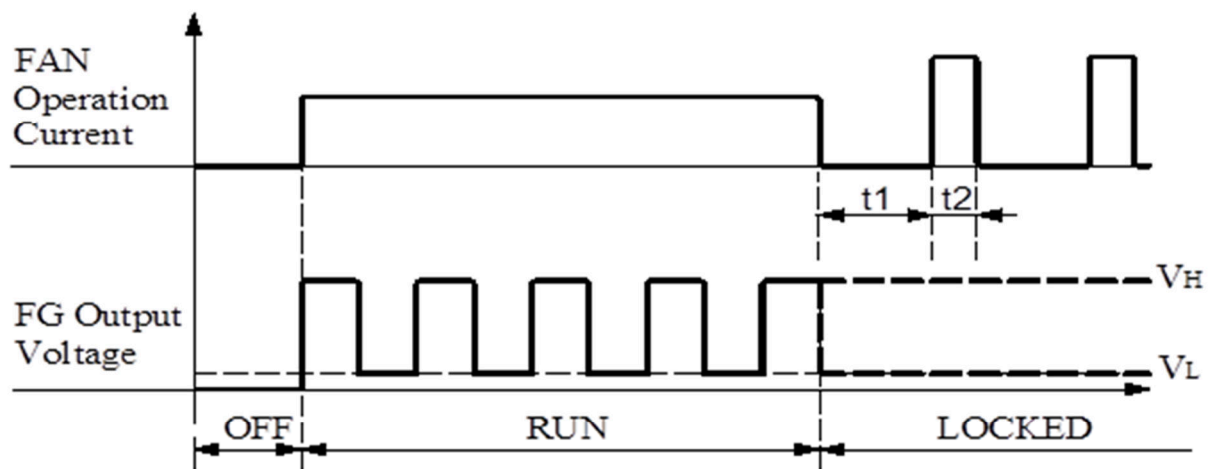 FAN
Operation
Current
t1
t2
FG Output
Voltage
VH
VL
OFF
RUN
LOCKED